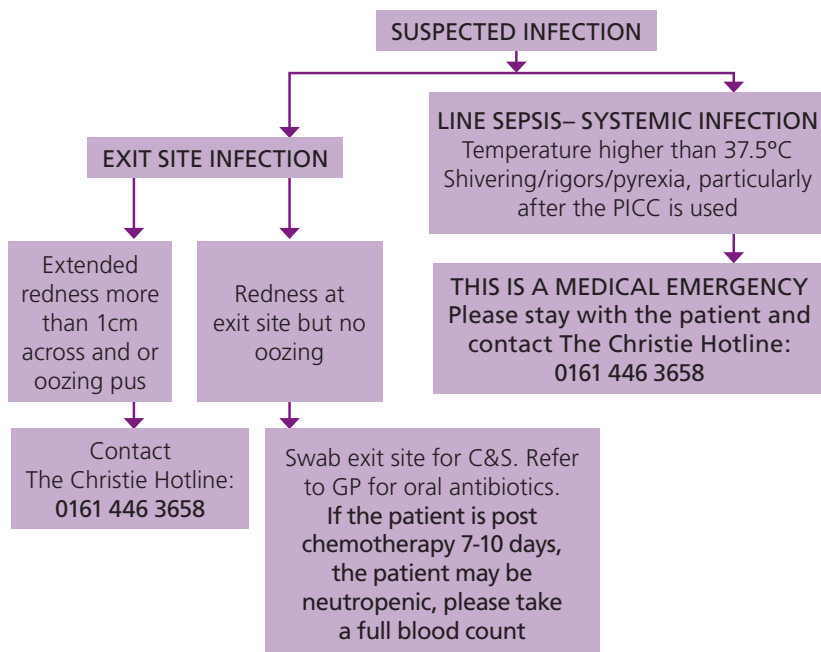 SUSPECTED INFECTION
EXIT SITE INFECTION
LINE SEPSIS– SYSTEMIC INFECTION
Temperature higher than 37.5ºC
Shivering/rigors/pyrexia, particularly
after the PICC is used
Extended
redness more
than 1cm
across and or
oozing pus
Redness at
exit site but no
oozing
THIS IS A MEDICAL EMERGENCY
Please stay with the patient and
contact The Christie Hotline:
0161 446 3658
Contact
The Christie Hotline:
0161 446 3658
Swab exit site for C&S. Refer
to GP for oral antibiotics.
If the patient is post
chemotherapy 7-10 days,
the patient may be
neutropenic, please take
a full blood count